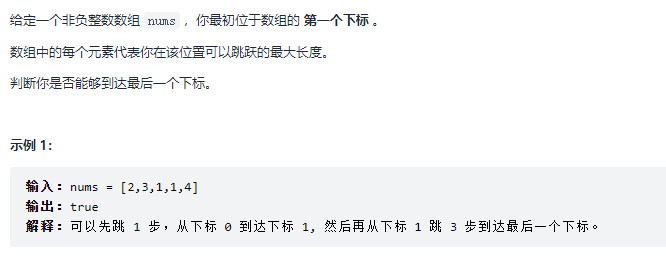 给定一个非负整数数组 nums ，你最初位于数组的 第一个下标 。
数组中的每个元素代表你在该位置可以跳跃的最大长度。
判断你是否能够到达最后一个下标。
示例 1：
输入：nums = [2,3,1,1,4]
输出：true
解释：可以先跳 1 步，从下标 0 到达下标 1, 然后再从下标 1 跳 3 步到达最后一个下标。